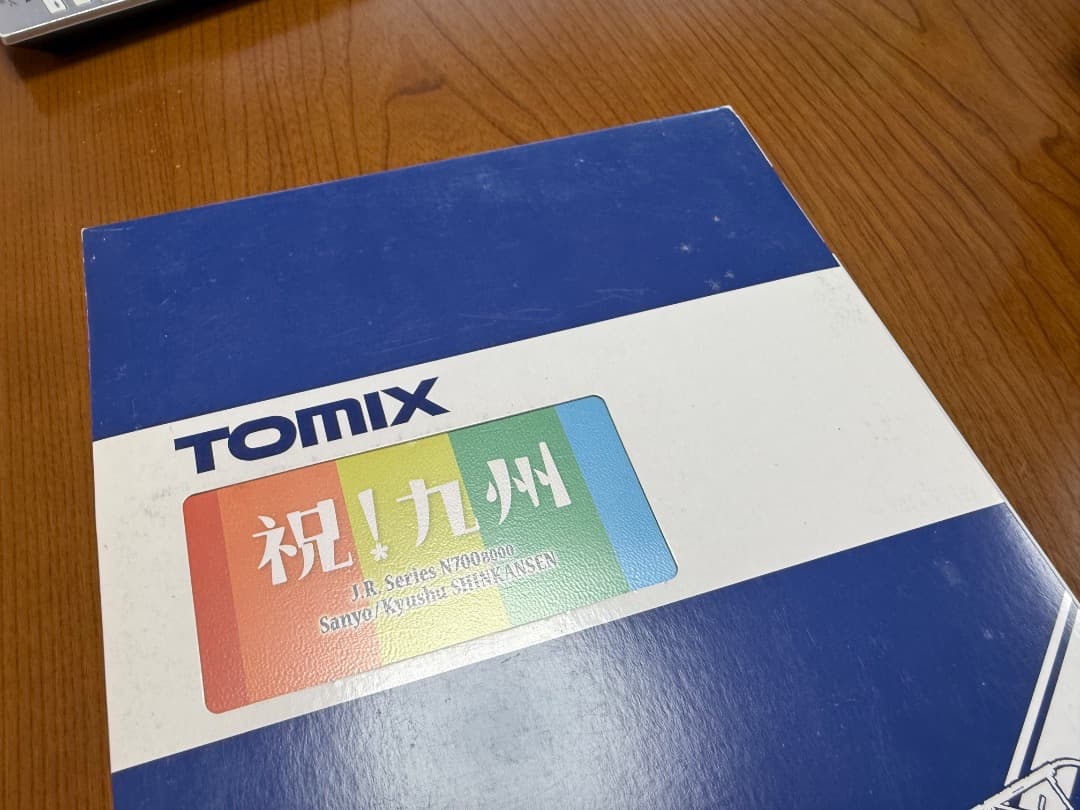 TOMIX
祝!九州
J.R. Series N700 8000
Sanyo/Kyushu SHINKANSEN